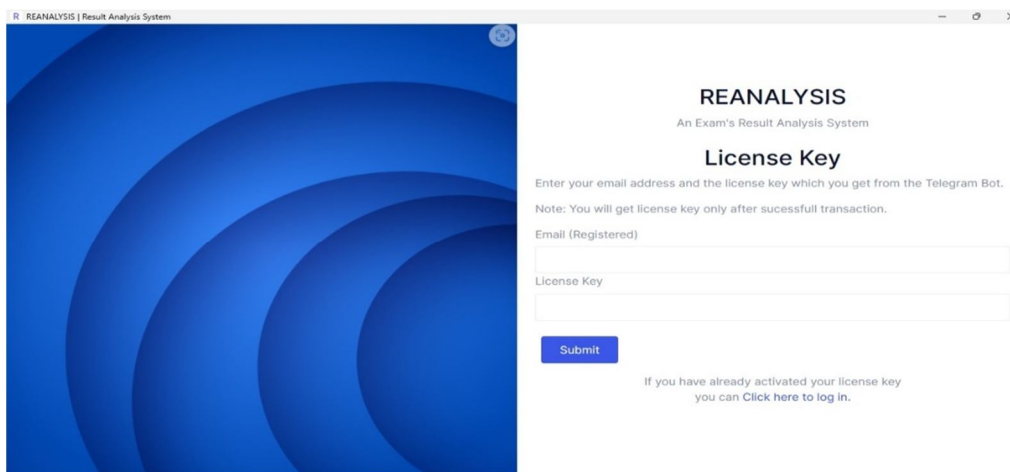 R REANALYSIS | Result Analysis System
REANALYSIS
An Exam's Result Analysis System
License Key
Enter your email address and the license key which you get from the Telegram Bot.
Note: You will get license key only after sucessfull transaction.
Email (Registered)
License Key
Submit
If you have already activated your license key
you can Click here to log in.